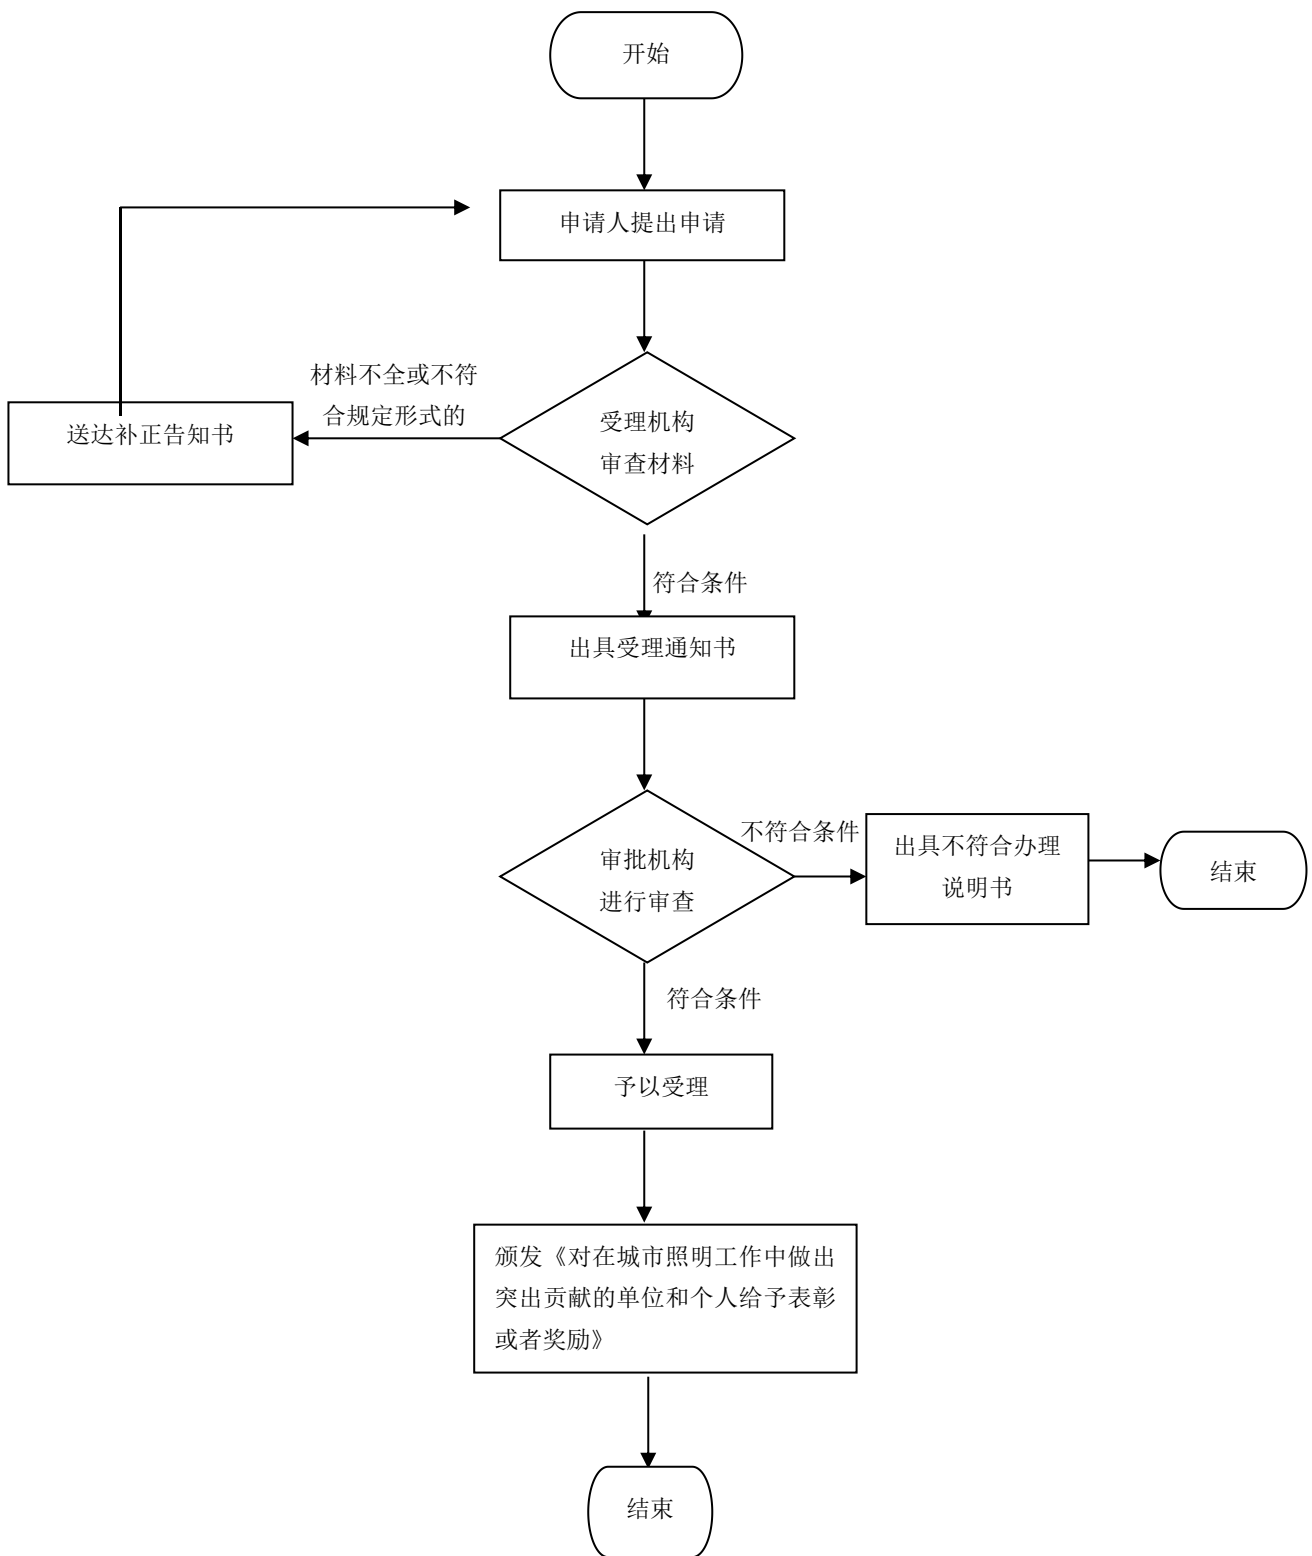 开始
申请人提出申请
材料不全或不符
合规定形式的
送达补正告知书
受理机构
审查材料
符合条件
出具受理通知书
审批机构
进行审查
不符合条件
出具不符合办理
说明书
结束
符合条件
予以受理
颁发《对在城市照明工作中做出
突出贡献的单位和个人给予表彰
或者奖励》
结束